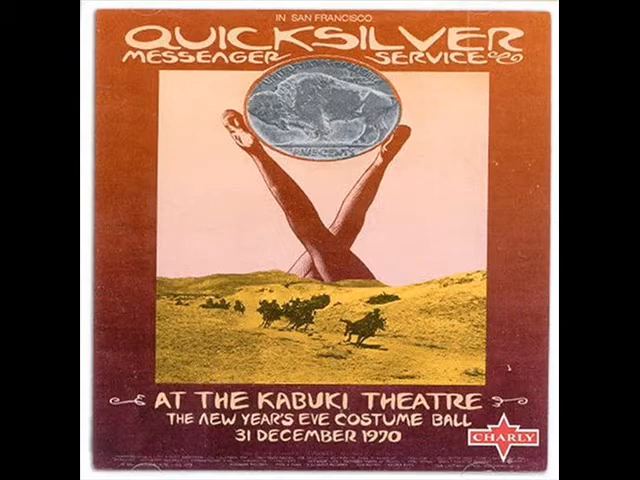 IN SAN FRANCISCO
QUICKSILVER
MESSENGER SERVICE
FIVE CENTS
AT THE KABUKI THEATRE
THE NEW YEAR'S EVE COSTUME BALL
31 DECEMBER 1970
CHARLY